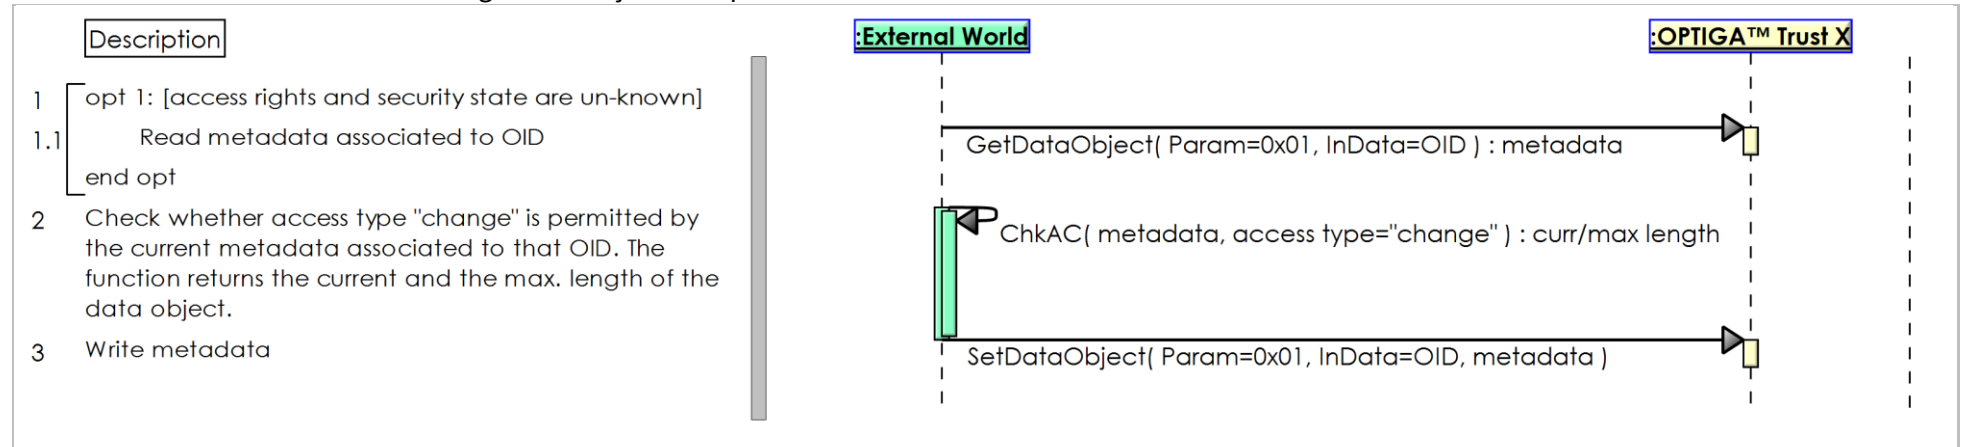 Description
:External World
:OPTIGA™ Trust X
1 opt 1: [access rights and security state are un-known]
1.1 Read metadata associated to OID
GetDataObject( Param=0x01, InData=OID ) : metadata
end opt
2 Check whether access type "change" is permitted by
the current metadata associated to that OID. The
function returns the current and the max. length of the
data object.
ChkAC( metadata, access type="change" ) : curr/max length
3 Write metadata
SetDataObject( Param=0x01, InData=OID, metadata )